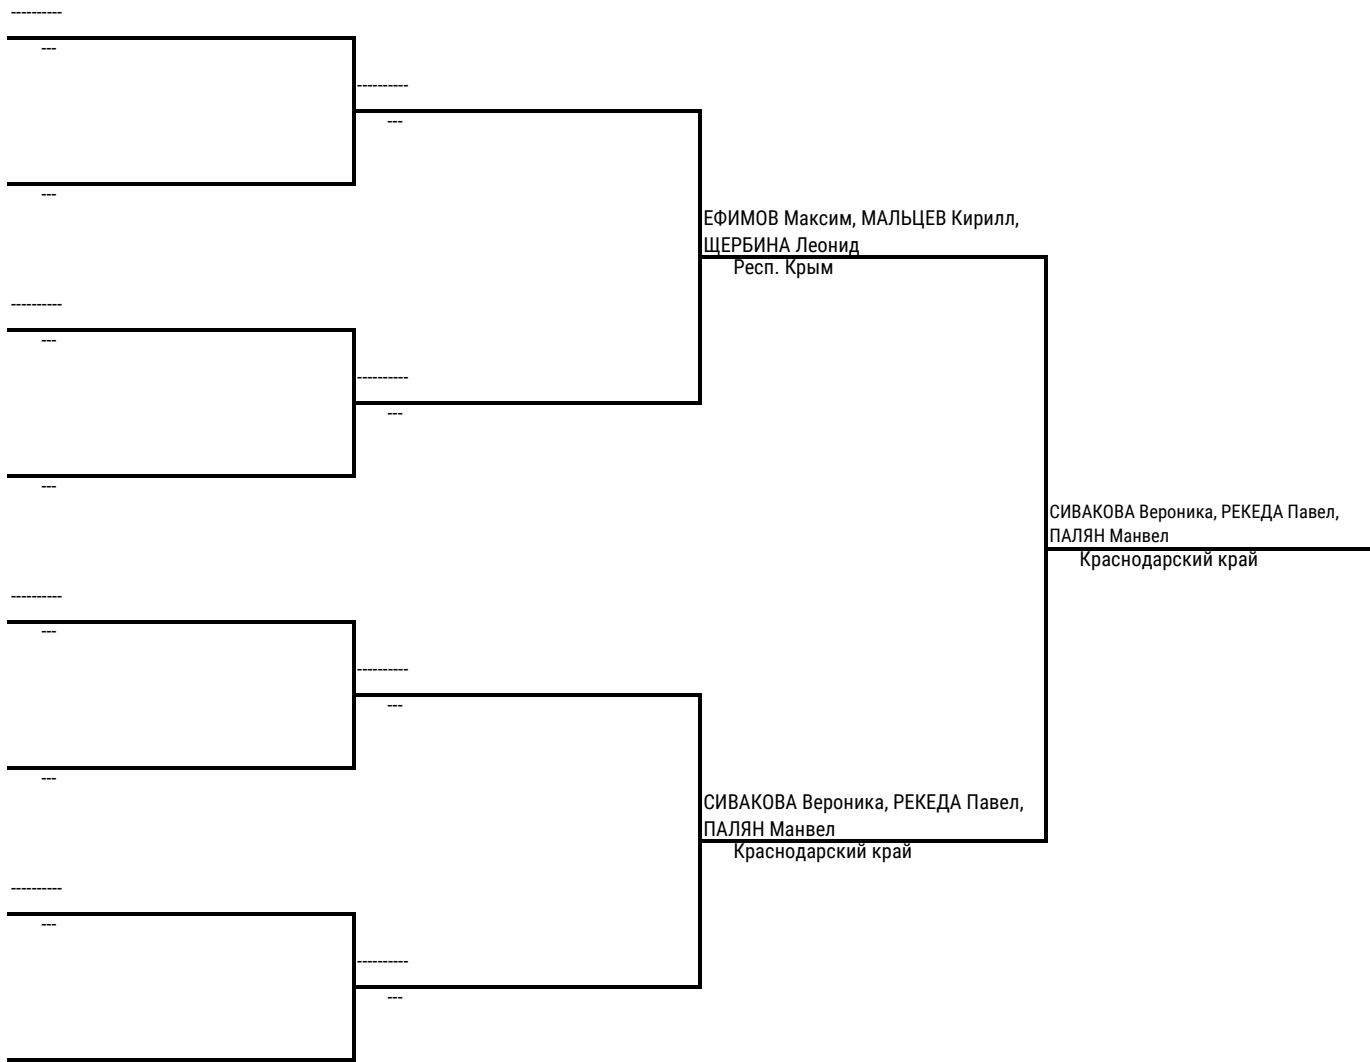 ----------
---
----------
---
---
ЕФИМОВ Максим, МАЛЬЦЕВ Кирилл,
ЩЕРБИНА Леонид
Респ. Крым
----------
---
----------
---
---
СИВАКОВА Вероника, РЕКЕДА Павел,
ПАЛЯН Манвел
Краснодарский край
----------
---
----------
---
---
СИВАКОВА Вероника, РЕКЕДА Павел,
ПАЛЯН Манвел
Краснодарский край
----------
---
----------
---